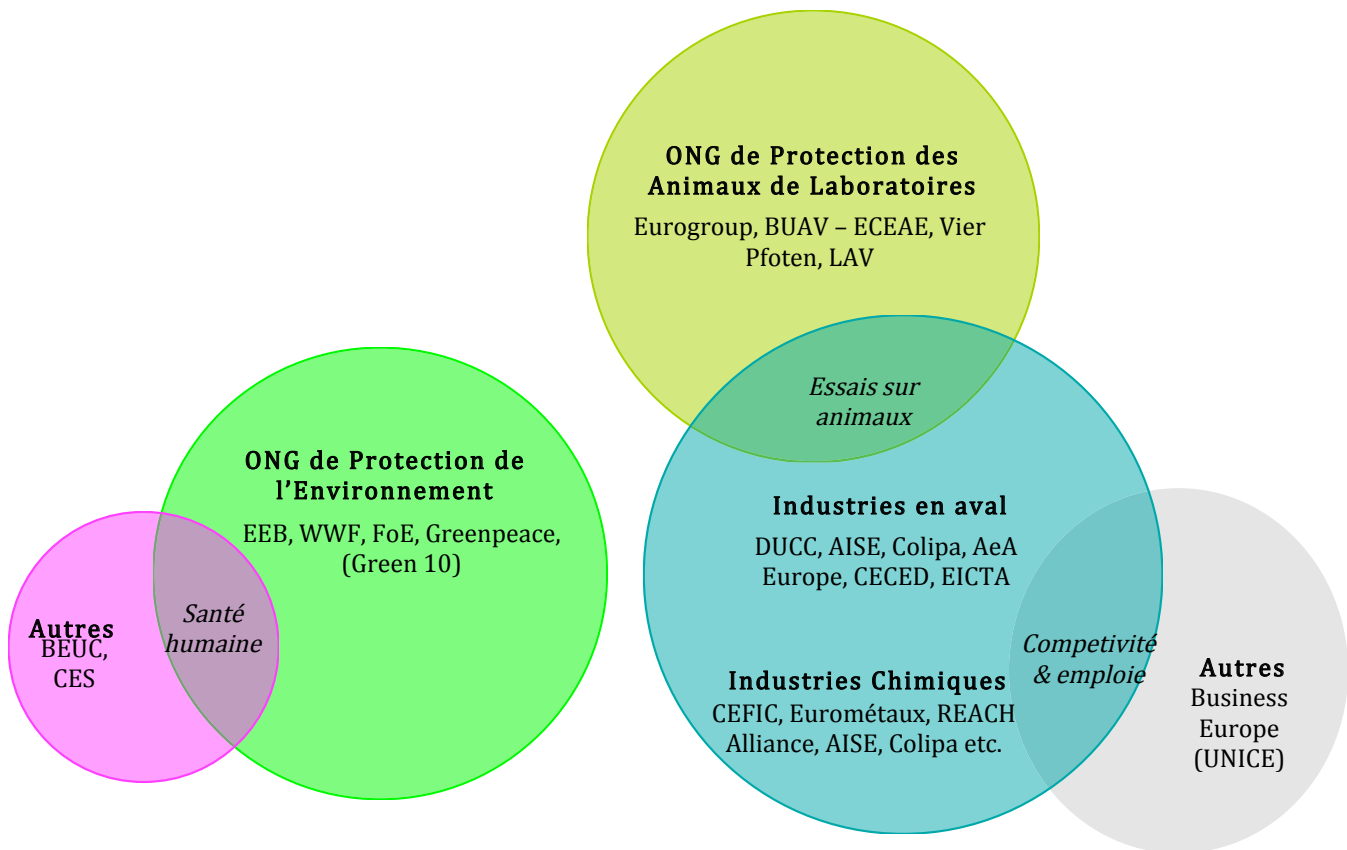 ONG de Protection des
Animaux de Laboratoires
Eurogroup, BUAV – ECEAE, Vier
Pfoten, LAV
Essais sur
animaux
ONG de Protection de
l’Environnement
EEB, WWF, FoE, Greenpeace,
(Green 10)
Santé
humaine
Autres
BEUC,
CES
Industries en aval
DUCC, AISE, Colipa, AeA
Europe, CECED, EICTA
Industries Chimiques
CEFIC, Eurométaux, REACH
Alliance, AISE, Colipa etc.
Competivité
& emploie
Autres
Business
Europe
(UNICE)